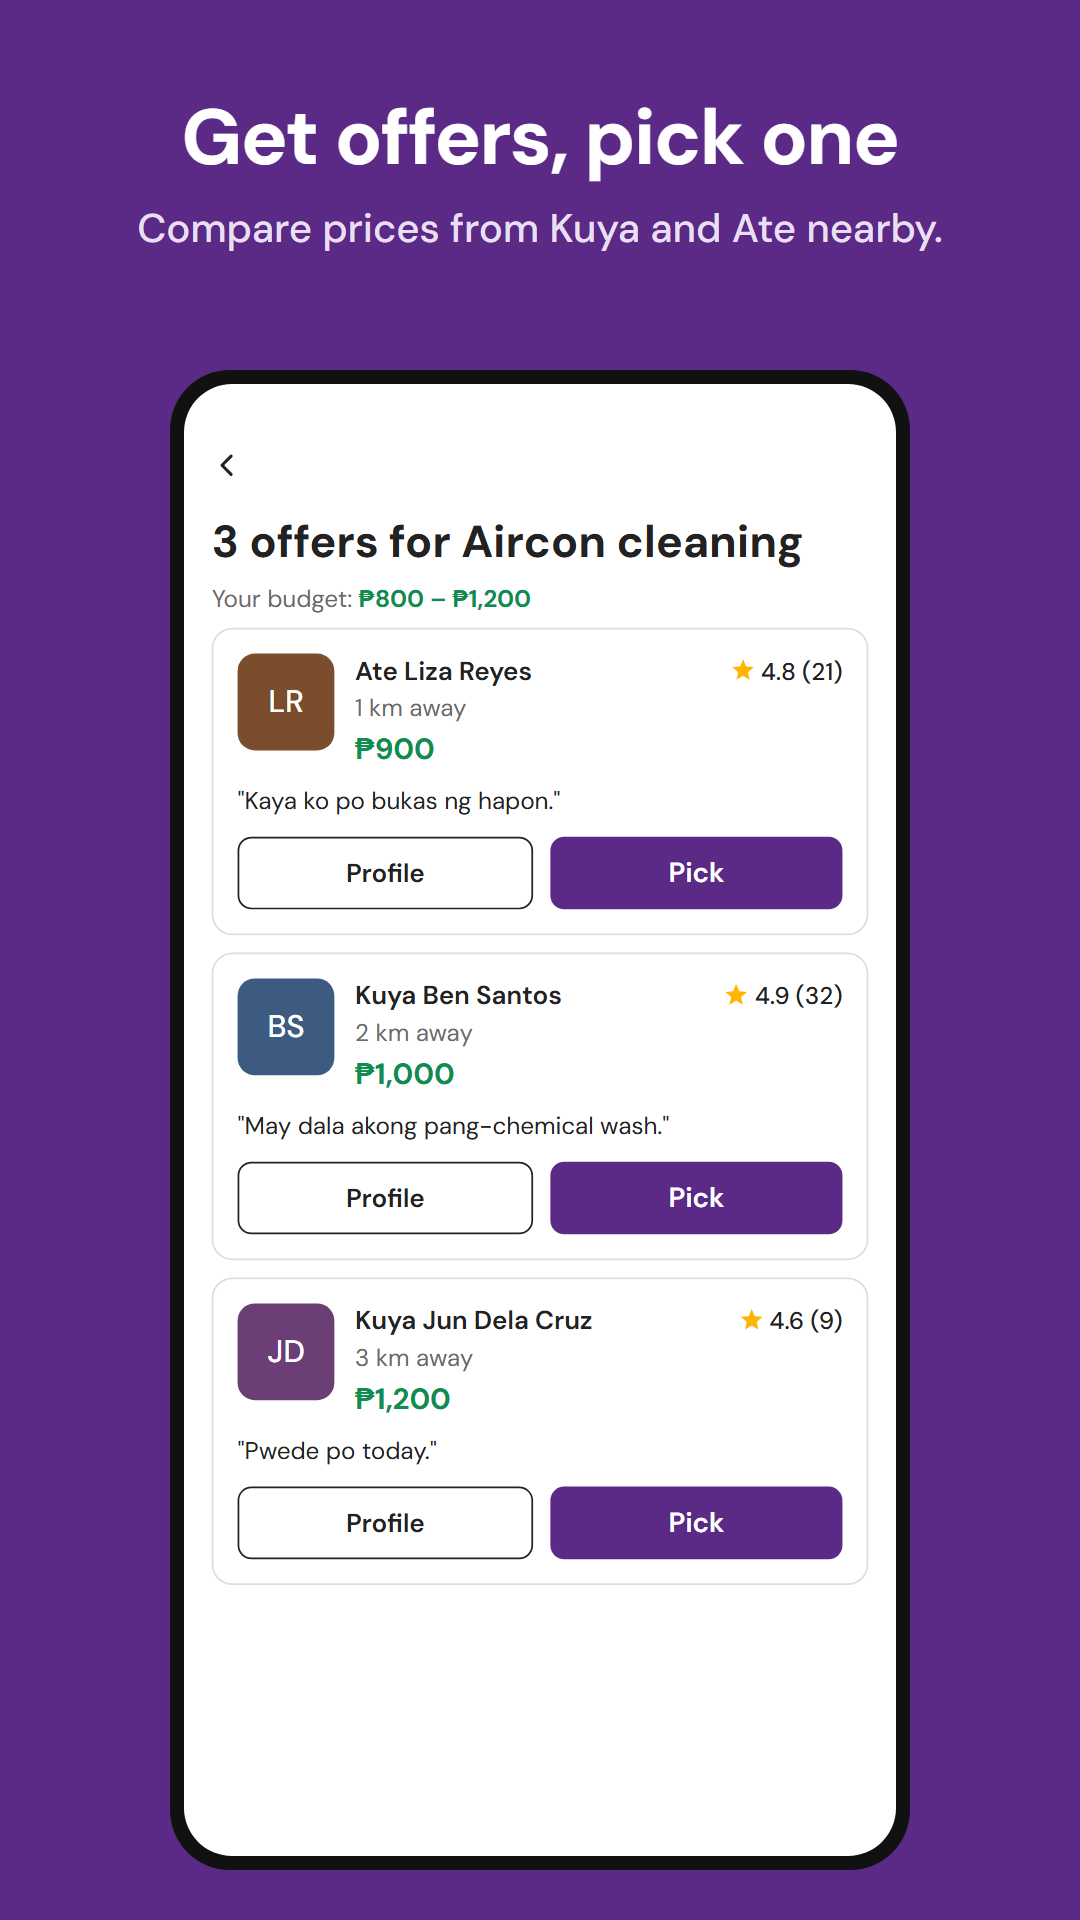 Get offers, pick one
Compare prices from Kuya and Ate nearby.
3 offers for Aircon cleaning
Your budget: ₱800 – ₱1,200
LR
Ate Liza Reyes
4.8 (21)
1 km away
₱900
"Kaya ko po bukas ng hapon."
Profile
Pick
BS
Kuya Ben Santos
4.9 (32)
2 km away
₱1,000
"May dala akong pang-chemical wash."
Profile
Pick
JD
Kuya Jun Dela Cruz
4.6 (9)
3 km away
₱1,200
"Pwede po today."
Profile
Pick